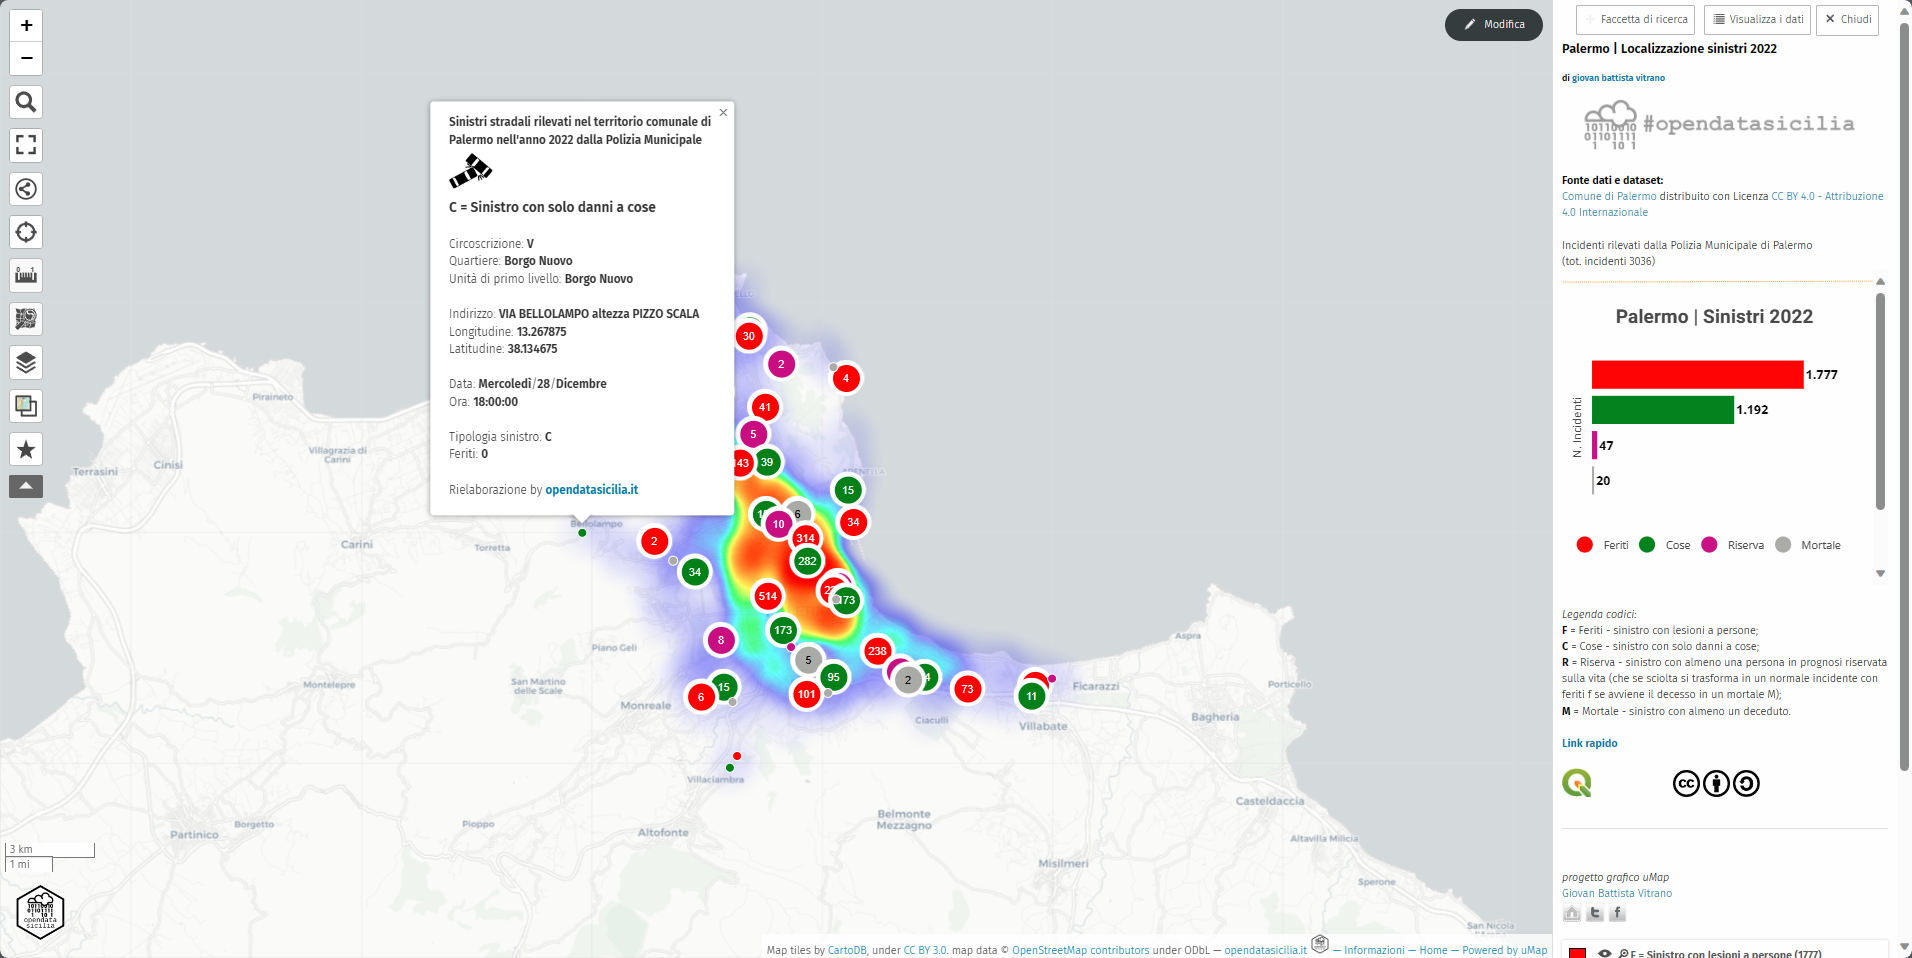 +
−
Modifica
Sinistri stradali rilevati nel territorio comunale di
Palermo nell'anno 2022 dalla Polizia Municipale
C = Sinistro con solo danni a cose
Circoscrizione: V
Quartiere: Borgo Nuovo
Unità di primo livello: Borgo Nuovo
Indirizzo: VIA BELLOLAMPO altezza PIZZO SCALA
Longitudine: 13.267875
Latitudine: 38.134675
Data: Mercoledì/28/Dicembre
Ora: 18:00:00
Tipologia sinistro: C
Feriti: 0
Rielaborazione by opendatasicilia.it
30
2
4
41
5
143
39
15
10
6
34
314
2
282
34
514
173
173
8
238
5
95
2
15
6
101
73
11
Piraineto
Villagrazia di
Carini
Cinisi
Terrasini
Carini
Torretta
Bellolampo
Piano Geli
Montelepre
San Martino
delle Scale
Monreale
Villaciambra
Ciaculli
Villabate
Ficarazzi
Aspra
Porticello
Bagheria
Casteldaccia
Altavilla Milicia
Belmonte
Mezzagno
Misilmeri
Altofonte
Pioppo
Borgetto
Partinico
Sperone
San Nicola
3 km
1 mi
opendata
sicilia
Map tiles by CartoDB, under CC BY 3.0. map data © OpenStreetMap contributors under ODbL — opendatasicilia.it — Informazioni — Home — Powered by uMap
Faccetta di ricerca
Visualizza i dati
Chiudi
Palermo | Localizzazione sinistri 2022
di giovan battista vitrano
#opendatasicilia
Fonte dati e dataset:
Comune di Palermo distribuito con Licenza CC BY 4.0 - Attribuzione
4.0 Internazionale
Incidenti rilevati dalla Polizia Municipale di Palermo
(tot. incidenti 3036)
Palermo | Sinistri 2022
N. Incidenti
1.777
1.192
47
20
Feriti
Cose
Riserva
Mortale
Legenda codici:
F = Feriti - sinistro con lesioni a persone;
C = Cose - sinistro con solo danni a cose;
R = Riserva - sinistro con almeno una persona in prognosi riservata
sulla vita (che se sciolta si trasforma in un normale incidente con
feriti f se avviene il decesso in un mortale M);
M = Mortale - sinistro con almeno un deceduto.
Link rapido
progetto grafico uMap
Giovan Battista Vitrano
F = Sinistro con lesioni a persone (1777)